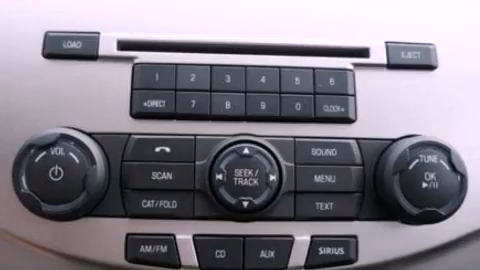 LOAD
EJECT
1 2 3 4 5 6
DIRECT 7 8 9 0 CLOCK
VOL
SCAN
CAT/FOLD
SEEK/
TRACK
SOUND
MENU
TEXT
TUNE
OK
AM/FM
CD
AUX
SIRIUS